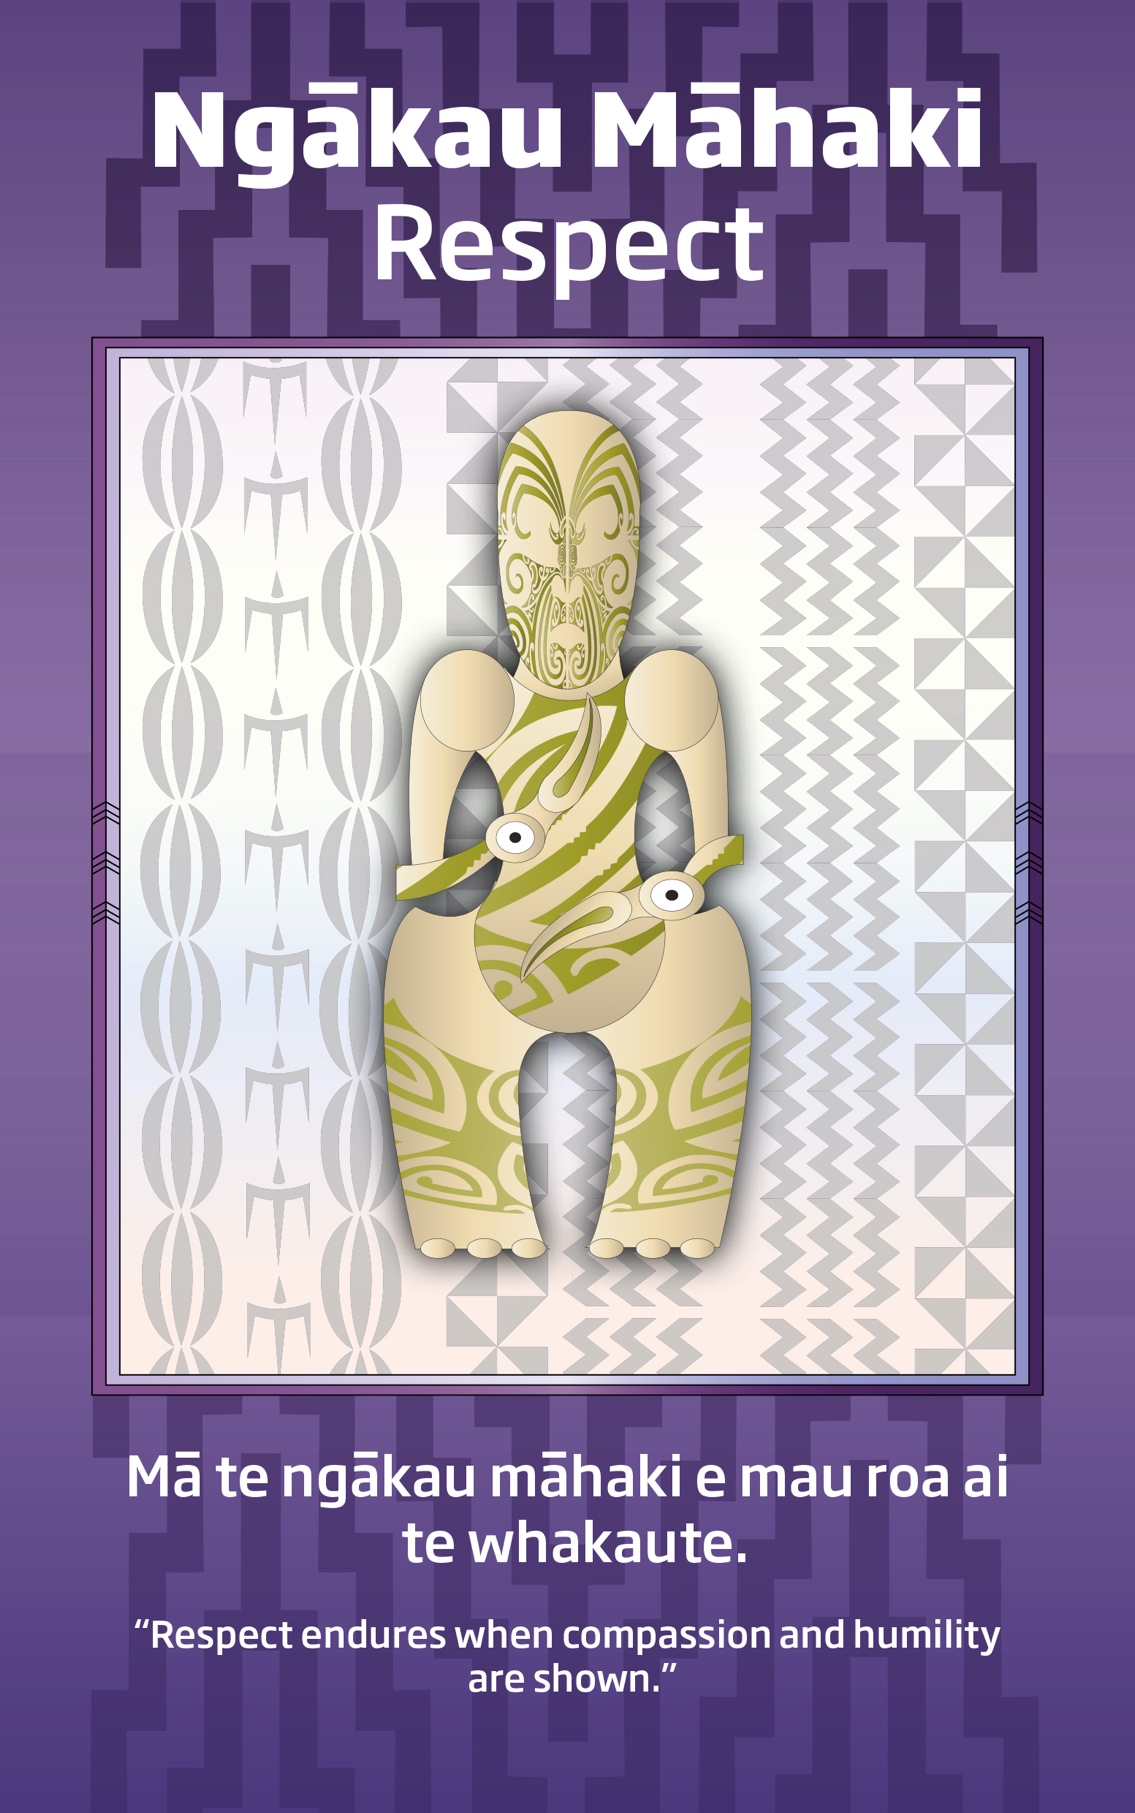 Ngākau Māhaki
Respect
Mā te ngākau māhaki e mau roa ai
te whakaute.
“Respect endures when compassion and humility
are shown.”